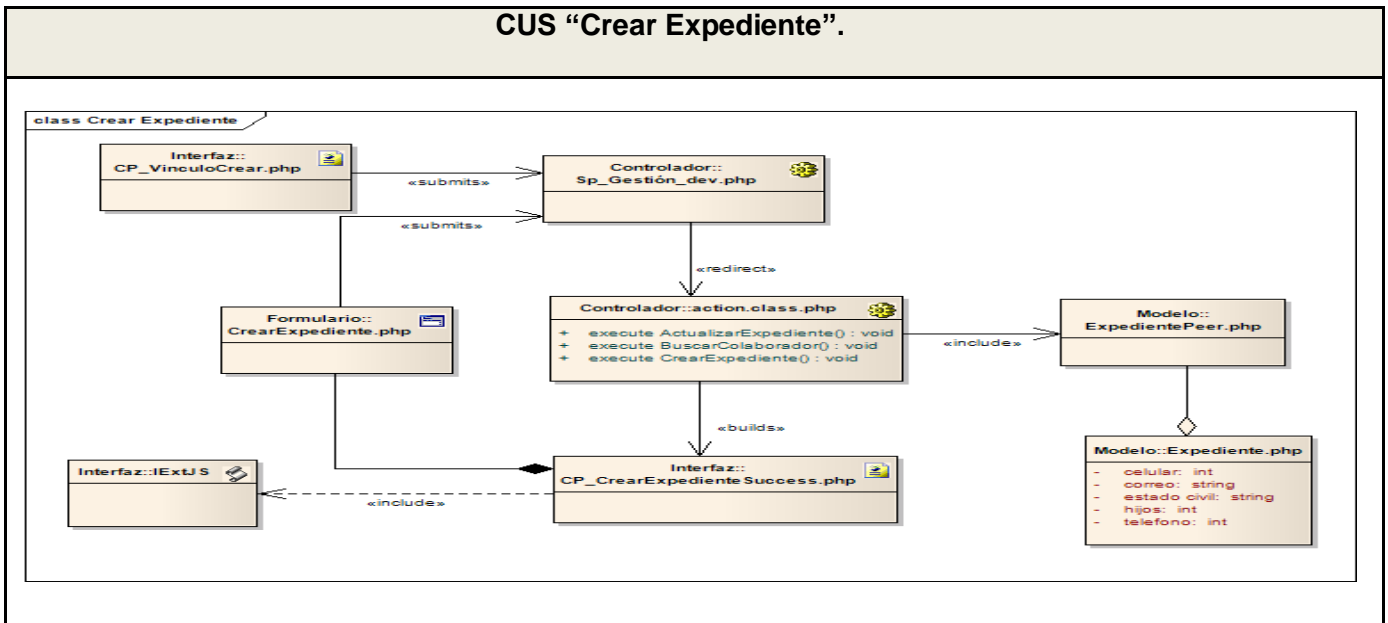 CUS “Crear Expediente”.
class Crear Expediente
Interfaz::
CP_VinculoCrear.php
«submits»
Controlador::
Sp_Gestión_dev.php
«submits»
«redirect»
Formulario::
CrearExpediente.php
Controlador::action.class.php
+ execute ActualizarExpediente() : void
+ execute BuscarColaborador() : void
+ execute CrearExpediente() : void
«include»
Modelo::
ExpedientePeer.php
«builds»
Interfaz::IExtJS
«include»
Interfaz::
CP_CrearExpedienteSuccess.php
Modelo::Expediente.php
- celular: int
- correo: string
- estado civil: string
- hijos: int
- telefono: int